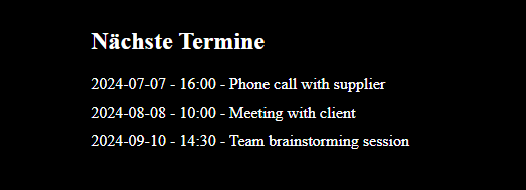 Nächste Termine
2024-07-07 - 16:00 - Phone call with supplier
2024-08-08 - 10:00 - Meeting with client
2024-09-10 - 14:30 - Team brainstorming session